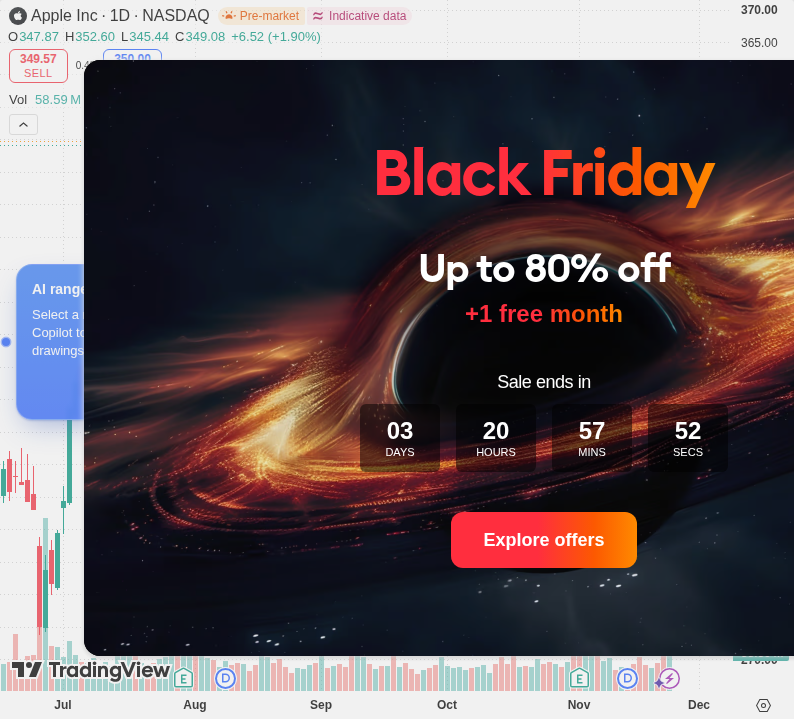 Apple Inc · 1D · NASDAQ
Pre-market
Indicative data
370.00
O347.87 H352.60 L345.44 C349.08 +6.52 (+1.90%)
365.00
349.57
SELL
350.00
Vol 58.59 M
Black Friday
Up to 80% off
+1 free month
AI range
Select a
Copilot to
drawings
Sale ends in
03
DAYS
20
HOURS
57
MINS
52
SECS
Explore offers
TradingView
E
D
E
D
Jul Aug Sep Oct Nov Dec